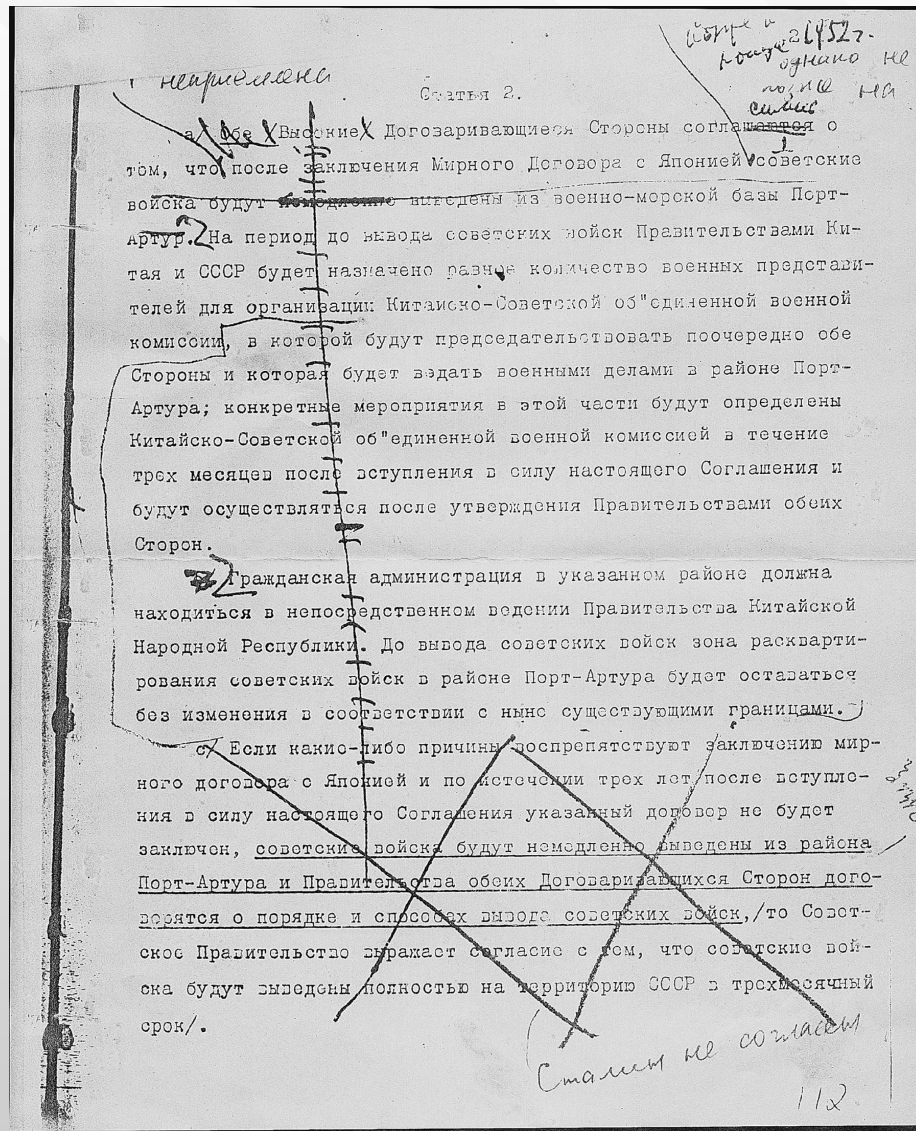 1952г.
однако не
неприемлема
Статья 2.
а/ Обе /Высокие/ Договаривающиеся Стороны соглашаются о
том, что после заключения Мирного Договора с Японией советские
войска будут немедленно выведены из военно-морской базы Порт-
Артур. На период до вывода советских войск Правительствами Ки-
тая и СССР будет назначено равное количество военных представи-
телей для организации Китайско-Советской об"единенной военной
комиссии, в которой будут председательствовать поочередно обе
Стороны и которая будет ведать военными делами в районе Порт-
Артура; конкретные мероприятия в этой части будут определены
Китайско-Советской об"единенной военной комиссией в течение
трех месяцев после вступления в силу настоящего Соглашения и
будут осуществляться после утверждения Правительствами обеих
Сторон.
Гражданская администрация в указанном районе должна
находиться в непосредственном ведении Правительства Китайской
Народной Республики. До вывода советских войск зона раскварти-
рования советских войск в районе Порт-Артура будет оставаться
без изменения в соответствии с ныне существующими границами.
с/ Если какие-либо причины воспрепятствуют заключению мир-
ного договора с Японией и по истечении трех лет после вступле-
ния в силу настоящего Соглашения указанный договор не будет
заключен, советские войска будут немедленно выведены из района
Порт-Артура и Правительства обеих Договаривающихся Сторон дого-
ворятся о порядке и способах вывода советских войск,/то Совет-
ское Правительство выражает согласие с тем, что советские вой-
ска будут выведены полностью на территорию СССР в трехмесячный
срок/.
не согласны
112